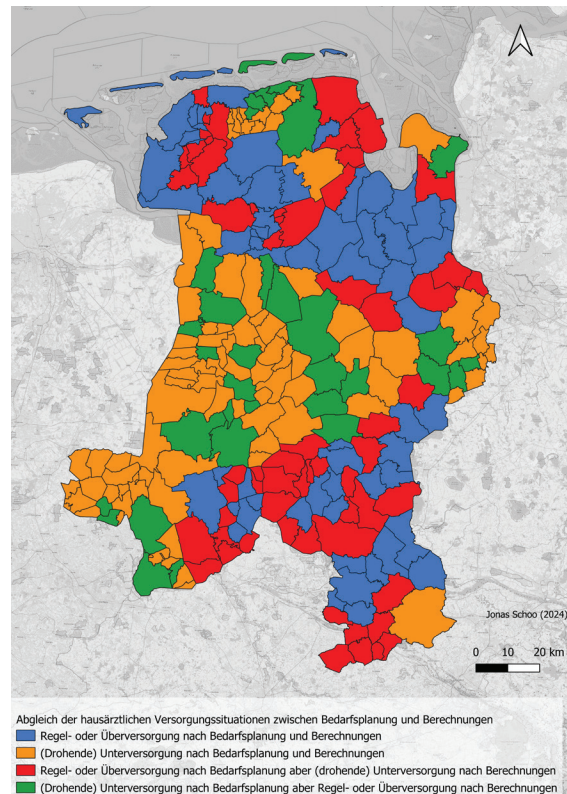 Jonas Schoo (2024)
0 10 20 km
Abgleich der hausärztlichen Versorgungssituationen zwischen Bedarfsplanung und Berechnungen
Regel- oder Überversorgung nach Bedarfsplanung und Berechnungen
(Drohende) Unterversorgung nach Bedarfsplanung und Berechnungen
Regel- oder Überversorgung nach Bedarfsplanung aber (drohende) Unterversorgung nach Berechnungen
(Drohende) Unterversorgung nach Bedarfsplanung aber Regel- oder Überversorgung nach Berechnungen